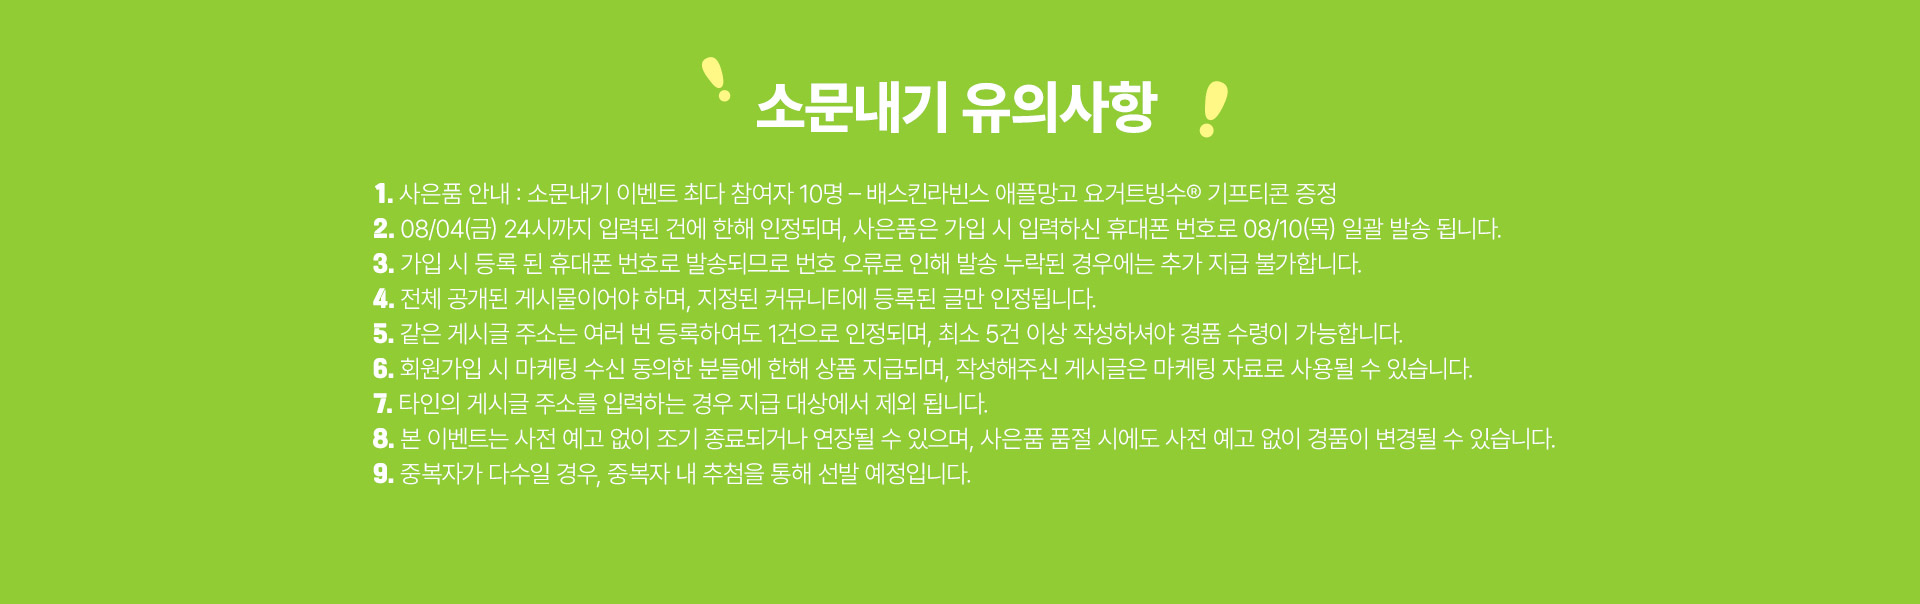 소문내기 유의사항
1. 사은품 안내 : 소문내기 이벤트 최다 참여자 10명 – 배스킨라빈스 애플망고 요거트빙수® 기프티콘 증정
2. 08/04(금) 24시까지 입력된 건에 한해 인정되며, 사은품은 가입 시 입력하신 휴대폰 번호로 08/10(목) 일괄 발송 됩니다.
3. 가입 시 등록 된 휴대폰 번호로 발송되므로 번호 오류로 인해 발송 누락된 경우에는 추가 지급 불가합니다.
4. 전체 공개된 게시물이어야 하며, 지정된 커뮤니티에 등록된 글만 인정됩니다.
5. 같은 게시글 주소는 여러 번 등록하여도 1건으로 인정되며, 최소 5건 이상 작성하셔야 경품 수령이 가능합니다.
6. 회원가입 시 마케팅 수신 동의한 분들에 한해 상품 지급되며, 작성해주신 게시글은 마케팅 자료로 사용될 수 있습니다.
7. 타인의 게시글 주소를 입력하는 경우 지급 대상에서 제외 됩니다.
8. 본 이벤트는 사전 예고 없이 조기 종료되거나 연장될 수 있으며, 사은품 품절 시에도 사전 예고 없이 경품이 변경될 수 있습니다.
9. 중복자가 다수일 경우, 중복자 내 추첨을 통해 선발 예정입니다.